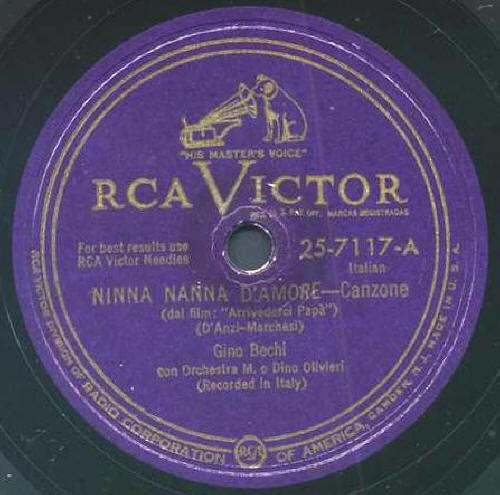 "HIS MASTER'S VOICE"
RCA VICTOR
MARCAS REGISTRADAS
For best results use
RCA Victor Needles
25-7117-A
Italian
NINNA NANNA D'AMORE—Canzone
(dal film: "Arrivederci Papà")
(D'Anzi-Marchesi)
Gino Bechi
con Orchestra M. o Dino Olivieri
(Recorded in Italy)
RCA VICTOR DIVISION OF RADIO CORPORATION OF AMERICA, CAMDEN, N.J. MADE IN U.S.A.
RCA